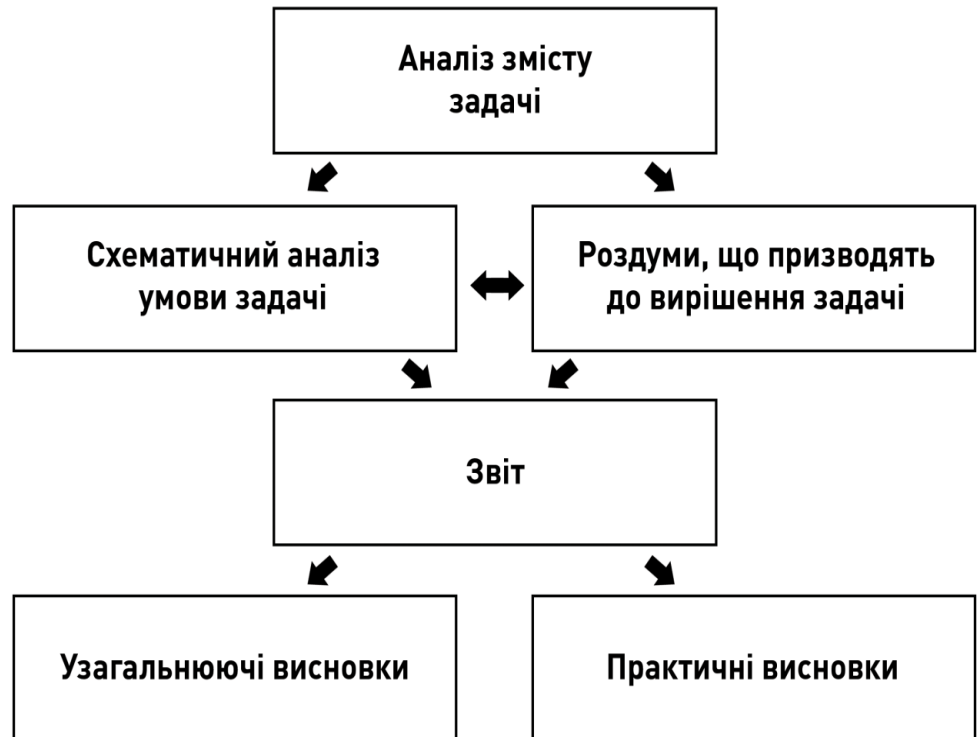 Аналіз змісту
задачі
Схематичний аналіз
умови задачі
Роздуми, що призводять
до вирішення задачі
Звіт
Узагальнюючі висновки
Практичні висновки